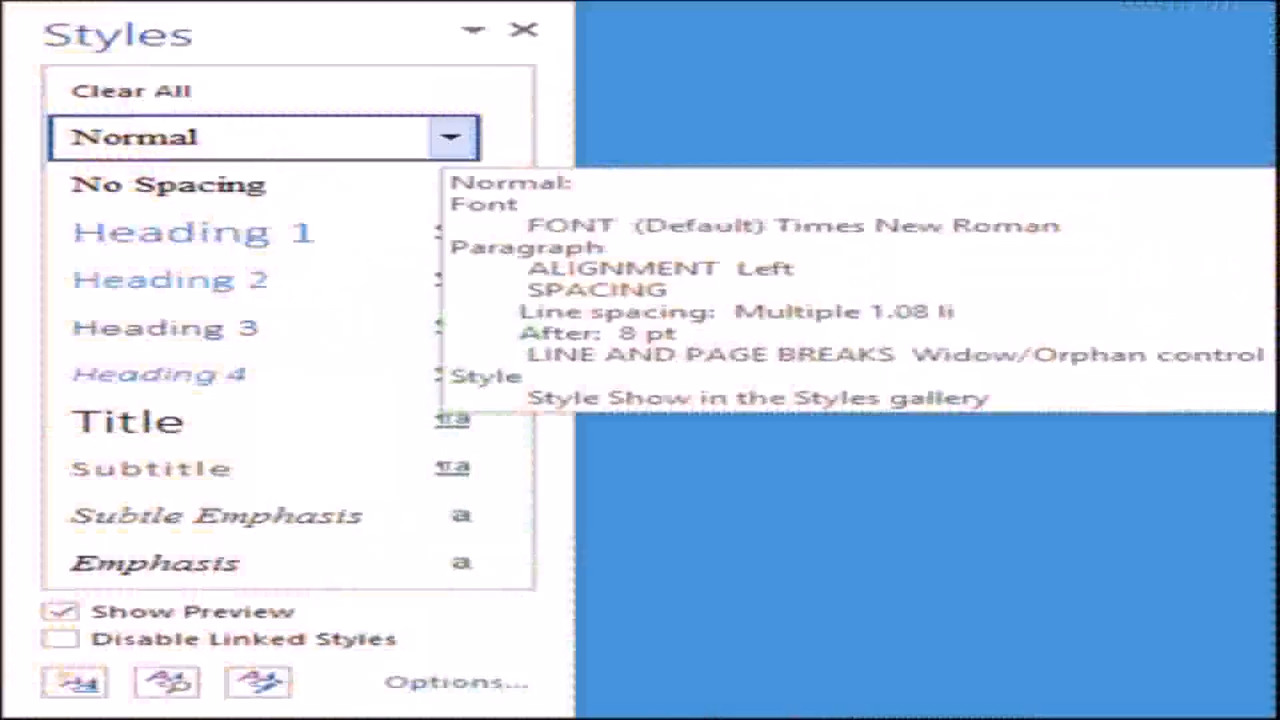 Styles
Clear All
Normal
No Spacing
Heading 1
Heading 2
Heading 3
Heading 4
Title
Subtitle
Subtle Emphasis a
Emphasis a
Show Preview
Disable Linked Styles
Options...
Normal:
Font
FONT (Default) Times New Roman
Paragraph
ALIGNMENT Left
SPACING
Line spacing: Multiple 1.08 li
After: 8 pt
LINE AND PAGE BREAKS Widow/Orphan control
Style
Style Show in the Styles gallery